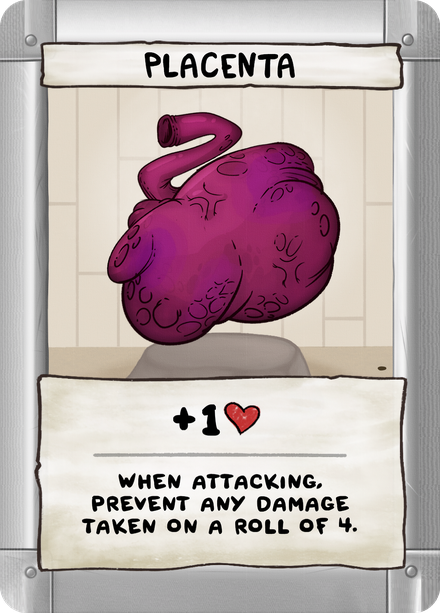 PLACENTA
+1
WHEN ATTACKING,
PREVENT ANY DAMAGE
TAKEN ON A ROLL OF 4.